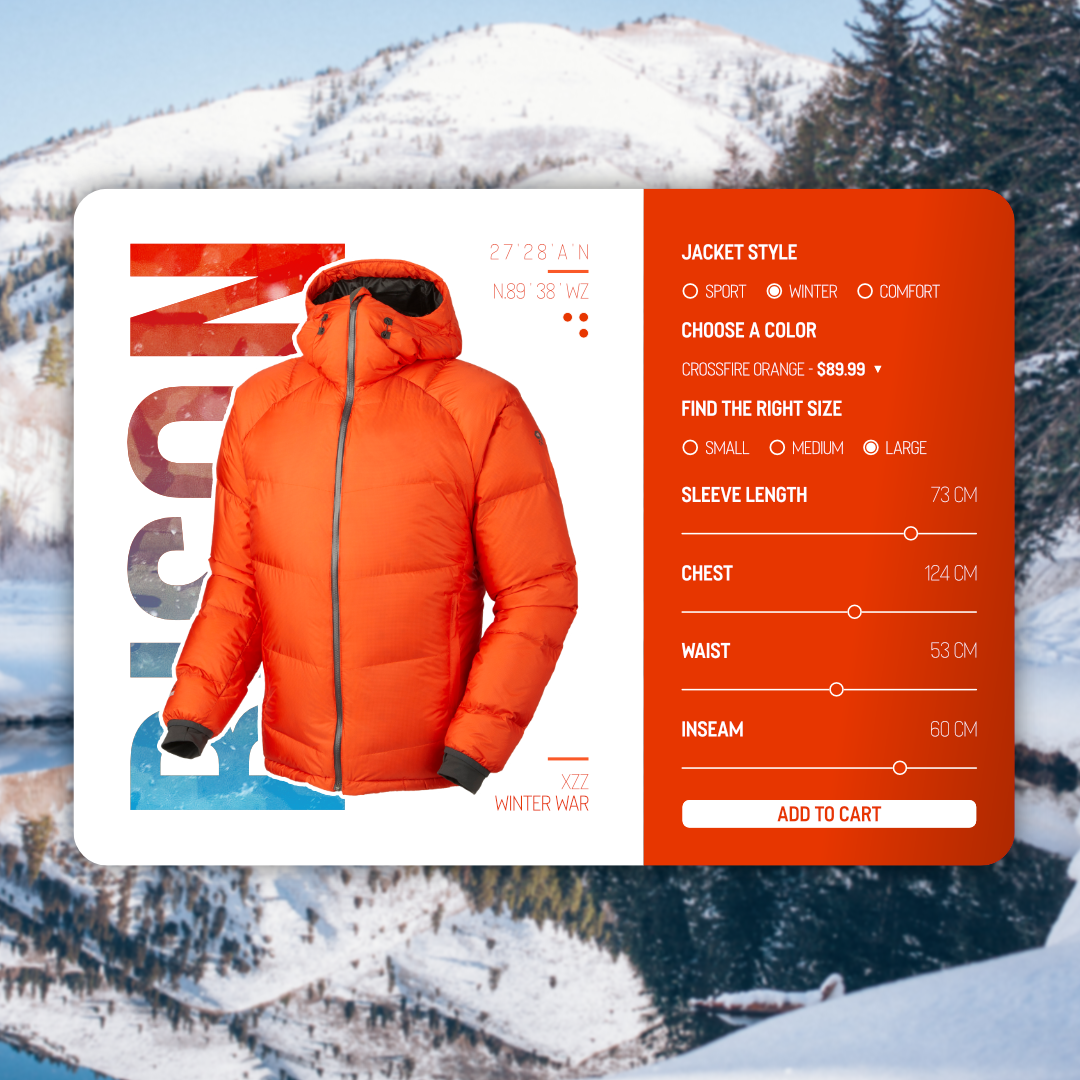 BISON
27°28'A'N
N.89°38'WZ
XZZ
WINTER WAR
JACKET STYLE
SPORT WINTER COMFORT
CHOOSE A COLOR
CROSSFIRE ORANGE - $89.99 ▼
FIND THE RIGHT SIZE
SMALL MEDIUM LARGE
SLEEVE LENGTH 73 CM
CHEST 124 CM
WAIST 53 CM
INSEAM 60 CM
ADD TO CART